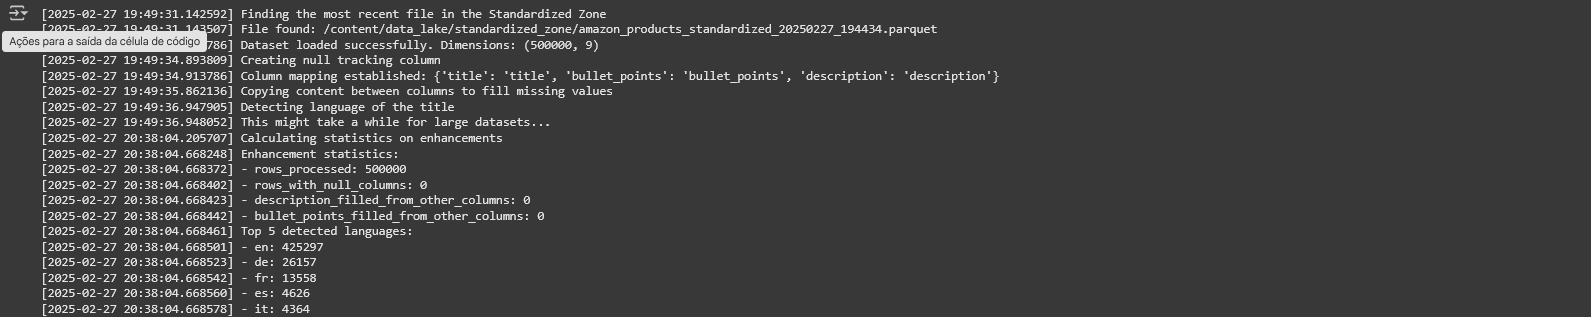 [2025-02-27 19:49:31.142592] Finding the most recent file in the Standardized Zone
143507] File found: /content/data_lake/standardized_zone/amazon_products_standardized_20250227_194434.parquet
Ações para a saída da célula de código
786] Dataset loaded successfully. Dimensions: (500000, 9)
[2025-02-27 19:49:34.893809] Creating null tracking column
[2025-02-27 19:49:34.913786] Column mapping established: {'title': 'title', 'bullet_points': 'bullet_points', 'description': 'description'}
[2025-02-27 19:49:35.862136] Copying content between columns to fill missing values
[2025-02-27 19:49:36.947905] Detecting language of the title
[2025-02-27 19:49:36.948052] This might take a while for large datasets...
[2025-02-27 20:38:04.205707] Calculating statistics on enhancements
[2025-02-27 20:38:04.668248] Enhancement statistics:
[2025-02-27 20:38:04.668372] - rows_processed: 500000
[2025-02-27 20:38:04.668402] - rows_with_null_columns: 0
[2025-02-27 20:38:04.668423] - description_filled_from_other_columns: 0
[2025-02-27 20:38:04.668442] - bullet_points_filled_from_other_columns: 0
[2025-02-27 20:38:04.668461] Top 5 detected languages:
[2025-02-27 20:38:04.668501] - en: 425297
[2025-02-27 20:38:04.668523] - de: 26157
[2025-02-27 20:38:04.668542] - fr: 13558
[2025-02-27 20:38:04.668560] - es: 4626
[2025-02-27 20:38:04.668578] - it: 4364